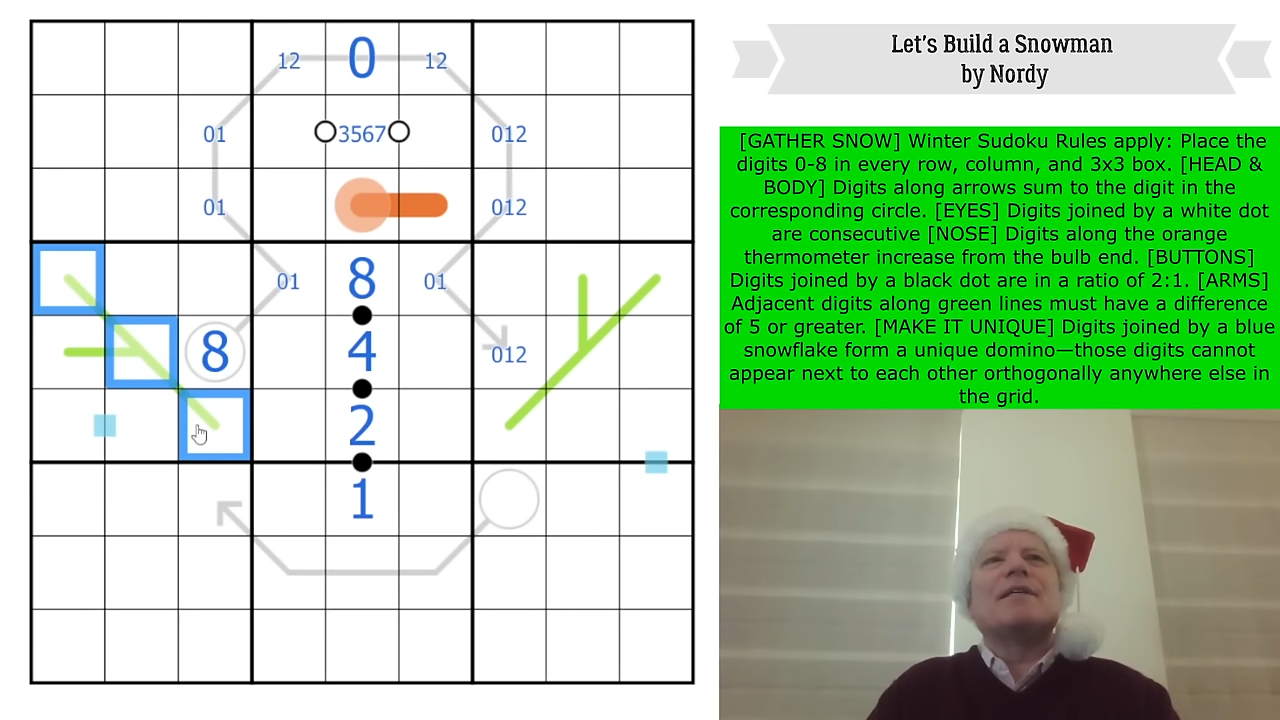 Let's Build a Snowman
by Nordy
[GATHER SNOW] Winter Sudoku Rules apply: Place the
digits 0-8 in every row, column, and 3x3 box. [HEAD &
BODY] Digits along arrows sum to the digit in the
corresponding circle. [EYES] Digits joined by a white dot
are consecutive [NOSE] Digits along the orange
thermometer increase from the bulb end. [BUTTONS]
Digits joined by a black dot are in a ratio of 2:1. [ARMS]
Adjacent digits along green lines must have a difference
of 5 or greater. [MAKE IT UNIQUE] Digits joined by a blue
snowflake form a unique domino—those digits cannot
appear next to each other orthogonally anywhere else in
the grid.
12 0 12
01 3567 012
01 012
01 8 01
8 4 012
2
1